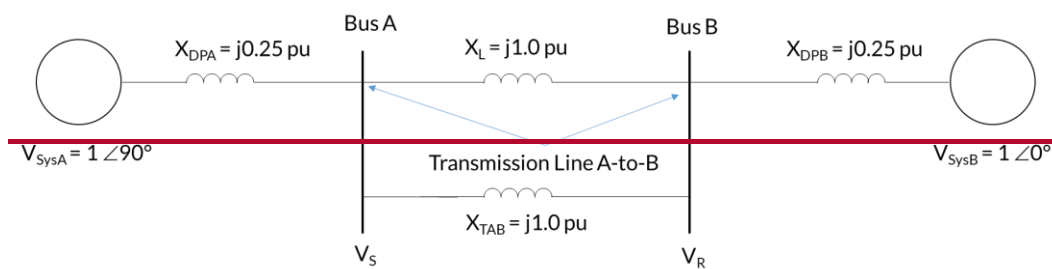 Bus A
Bus B
X_DPA = j0.25 pu
X_L = j1.0 pu
X_DPB = j0.25 pu
V_SysA = 1 ∠90°
V_SysB = 1 ∠0°
Transmission Line A-to-B
X_TAB = j1.0 pu
V_S
V_R